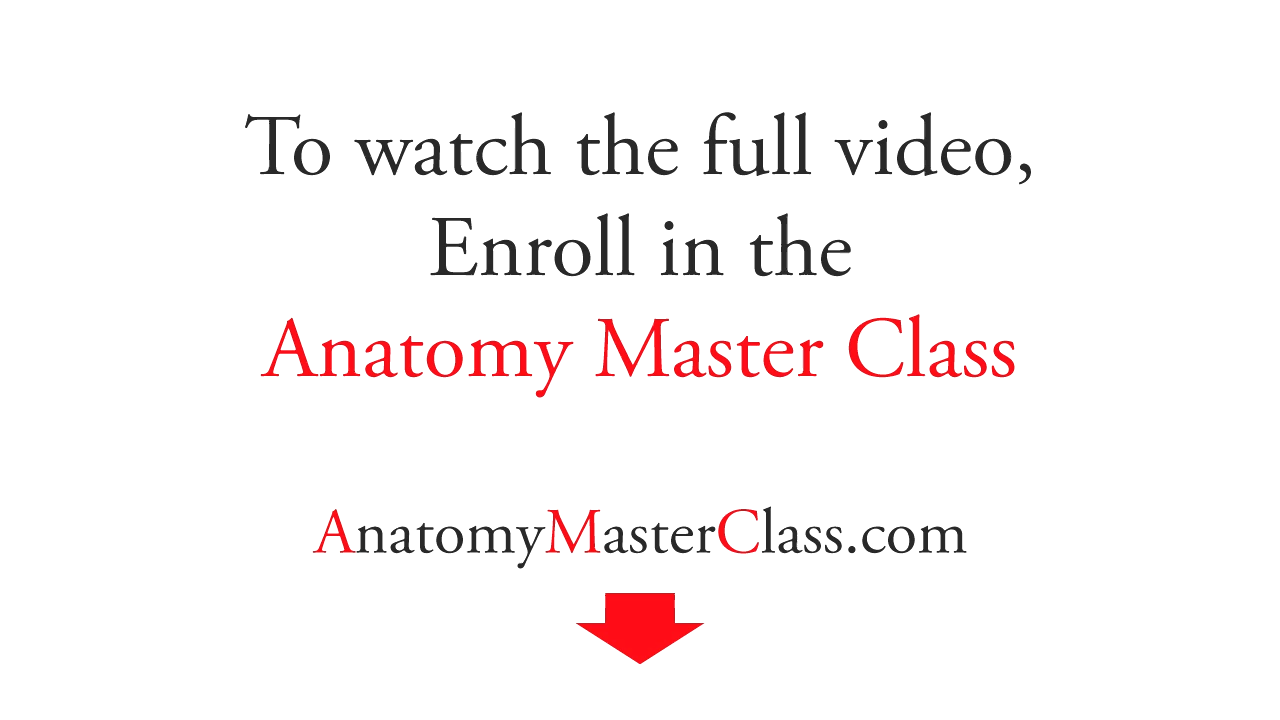 To watch the full video,
Enroll in the
Anatomy Master Class
AnatomyMasterClass.com